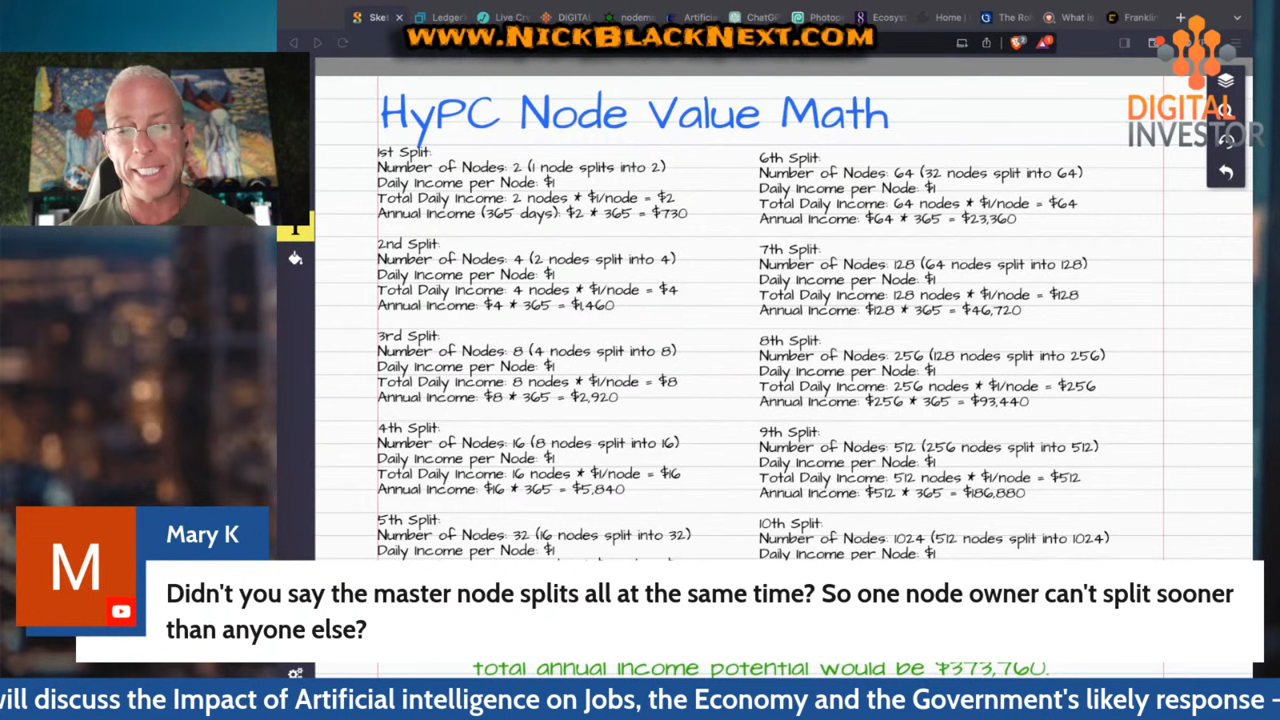 Skel
Ledger
Live Cry
DIGITAL
nodema
Artificia
ChatGF
Photop
Ecosyst
Home |
The Rol
What is
Franklin
www.NickBlackNext.com
DIGITAL
INVESTOR
HyPC Node Value Math
1st Split:
Number of Nodes: 2 (1 node splits into 2)
Daily Income per Node: $1
Total Daily Income: 2 nodes * $1/node = $2
Annual Income (365 days): $2 * 365 = $730
2nd Split:
Number of Nodes: 4 (2 nodes split into 4)
Daily Income per Node: $1
Total Daily Income: 4 nodes * $1/node = $4
Annual Income: $4 * 365 = $1,460
3rd Split:
Number of Nodes: 8 (4 nodes split into 8)
Daily Income per Node: $1
Total Daily Income: 8 nodes * $1/node = $8
Annual Income: $8 * 365 = $2,920
4th Split:
Number of Nodes: 16 (8 nodes split into 16)
Daily Income per Node: $1
Total Daily Income: 16 nodes * $1/node = $16
Annual Income: $16 * 365 = $5,840
5th Split:
Number of Nodes: 32 (16 nodes split into 32)
Daily Income per Node: $1
6th Split:
Number of Nodes: 64 (32 nodes split into 64)
Daily Income per Node: $1
Total Daily Income: 64 nodes * $1/node = $64
Annual Income: $64 * 365 = $23,360
7th Split:
Number of Nodes: 128 (64 nodes split into 128)
Daily Income per Node: $1
Total Daily Income: 128 nodes * $1/node = $128
Annual Income: $128 * 365 = $46,720
8th Split:
Number of Nodes: 256 (128 nodes split into 256)
Daily Income per Node: $1
Total Daily Income: 256 nodes * $1/node = $256
Annual Income: $256 * 365 = $93,440
9th Split:
Number of Nodes: 512 (256 nodes split into 512)
Daily Income per Node: $1
Total Daily Income: 512 nodes * $1/node = $512
Annual Income: $512 * 365 = $186,880
10th Split:
Number of Nodes: 1024 (512 nodes split into 1024)
Daily Income per Node: $1
M
Mary K
Didn't you say the master node splits all at the same time? So one node owner can't split sooner
than anyone else?
total annual income potential would be $373,760.
will discuss the Impact of Artificial intelligence on Jobs, the Economy and the Government's likely response -